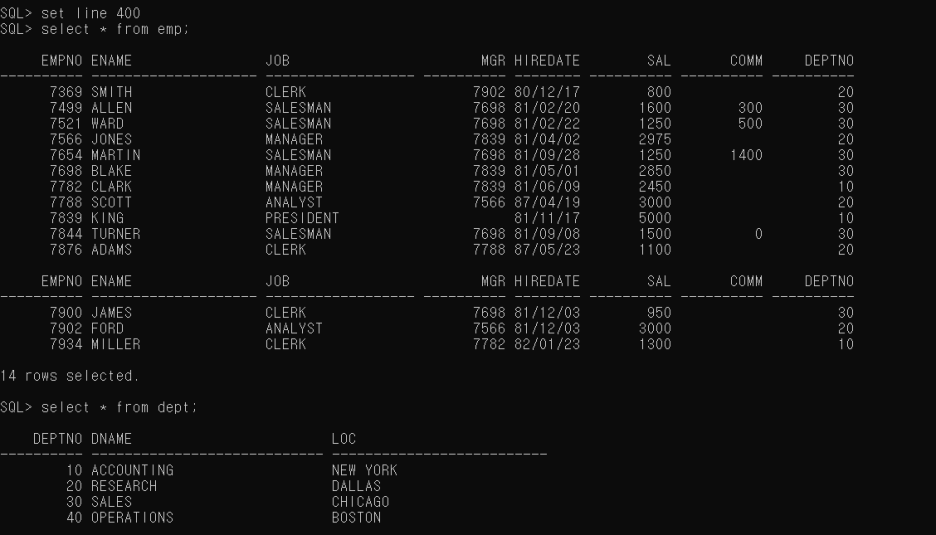 SQL> set line 400
SQL> select * from emp;
EMPNO ENAME JOB MGR HIREDATE SAL COMM DEPTNO
---------- -------------------- ------------------ ---------- -------- ---------- ---------- ----------
7369 SMITH CLERK 7902 80/12/17 800 20
7499 ALLEN SALESMAN 7698 81/02/20 1600 300 30
7521 WARD SALESMAN 7698 81/02/22 1250 500 30
7566 JONES MANAGER 7839 81/04/02 2975 20
7654 MARTIN SALESMAN 7698 81/09/28 1250 1400 30
7698 BLAKE MANAGER 7839 81/05/01 2850 30
7782 CLARK MANAGER 7839 81/06/09 2450 10
7788 SCOTT ANALYST 7566 87/04/19 3000 20
7839 KING PRESIDENT 81/11/17 5000 10
7844 TURNER SALESMAN 7698 81/09/08 1500 0 30
7876 ADAMS CLERK 7788 87/05/23 1100 20
EMPNO ENAME JOB MGR HIREDATE SAL COMM DEPTNO
---------- -------------------- ------------------ ---------- -------- ---------- ---------- ----------
7900 JAMES CLERK 7698 81/12/03 950 30
7902 FORD ANALYST 7566 81/12/03 3000 20
7934 MILLER CLERK 7782 82/01/23 1300 10
14 rows selected.
SQL> select * from dept;
DEPTNO DNAME LOC
---------- ---------------------------- --------------------------
10 ACCOUNTING NEW YORK
20 RESEARCH DALLAS
30 SALES CHICAGO
40 OPERATIONS BOSTON